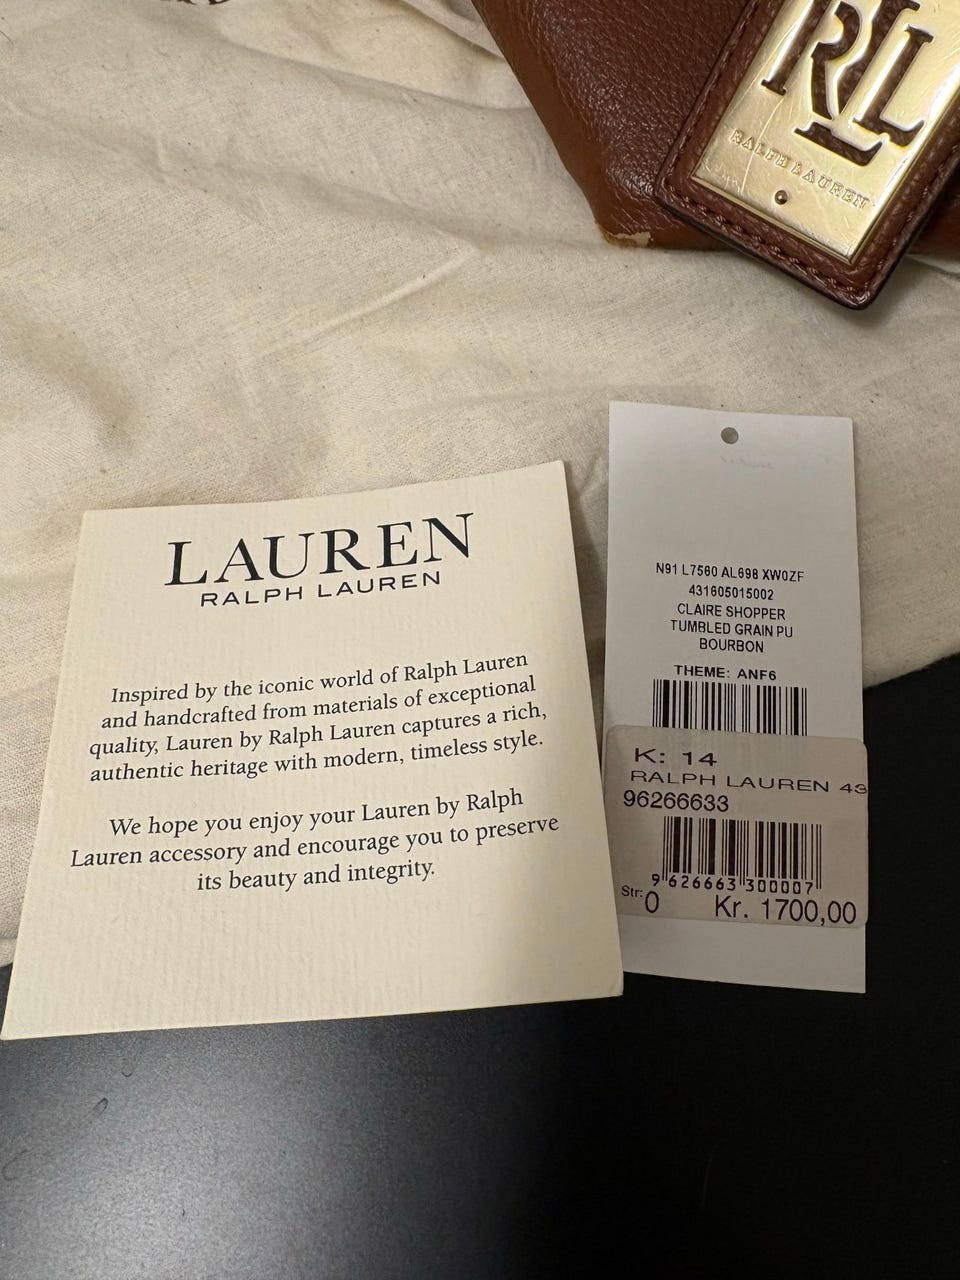 RLL
RALPH LAUREN
LAUREN
RALPH LAUREN
Inspired by the iconic world of Ralph Lauren
and handcrafted from materials of exceptional
quality, Lauren by Ralph Lauren captures a rich,
authentic heritage with modern, timeless style.
We hope you enjoy your Lauren by Ralph
Lauren accessory and encourage you to preserve
its beauty and integrity.
N91 L7560 AL698 XW0ZF
431605015002
CLAIRE SHOPPER
TUMBLED GRAIN PU
BOURBON
THEME: ANF6
K: 14
RALPH LAUREN 43
96266633
9 626663 300007
Str: 0 Kr. 1700,00